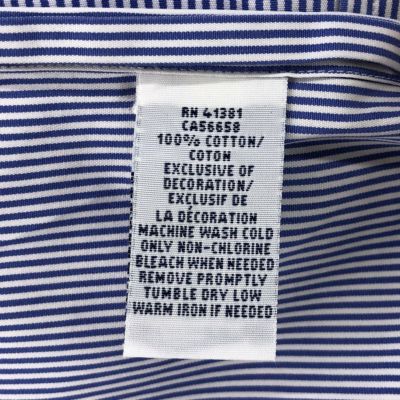 RN 41381
CA56658
100% COTTON/
COTON
EXCLUSIVE OF
DECORATION/
EXCLUSIF DE
LA DÉCORATION
MACHINE WASH COLD
ONLY NON-CHLORINE
BLEACH WHEN NEEDED
REMOVE PROMPTLY
TUMBLE DRY LOW
WARM IRON IF NEEDED